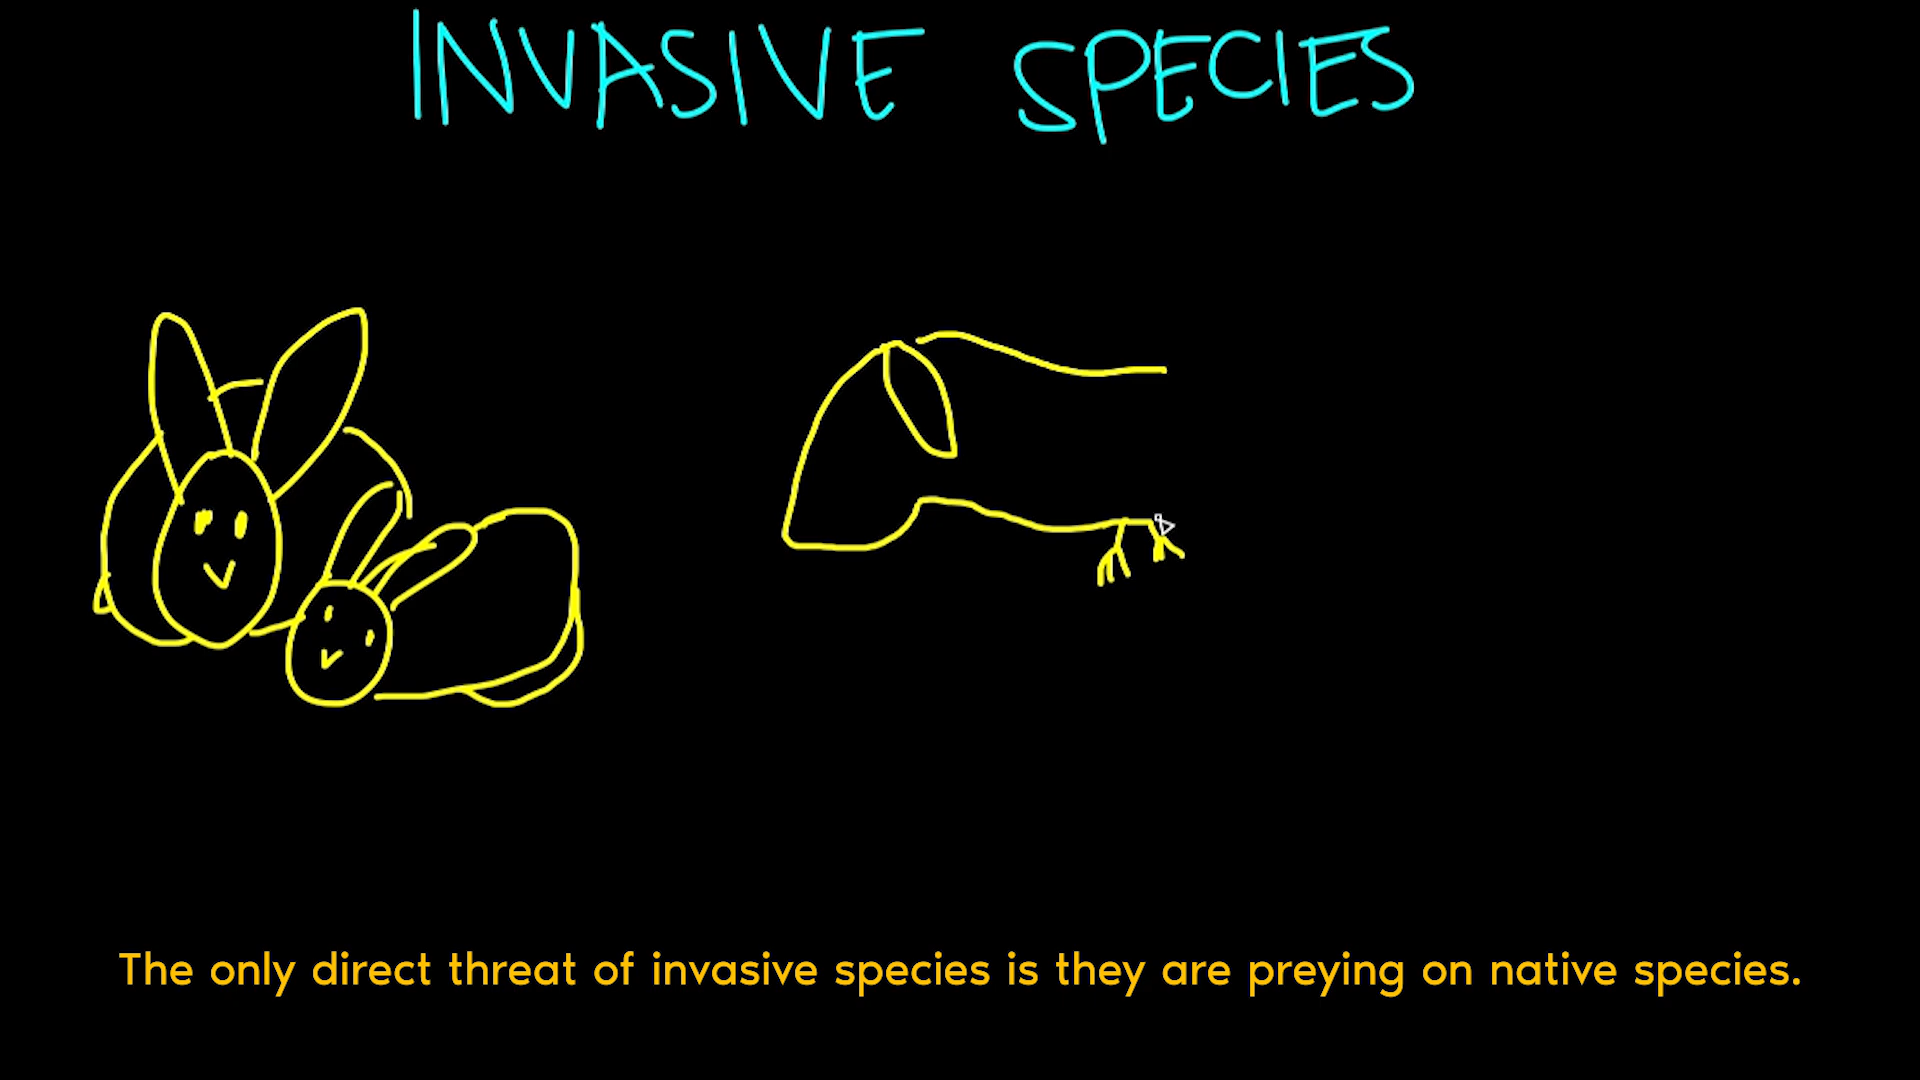 INVASIVE SPECIES
The only direct threat of invasive species is they are preying on native species.